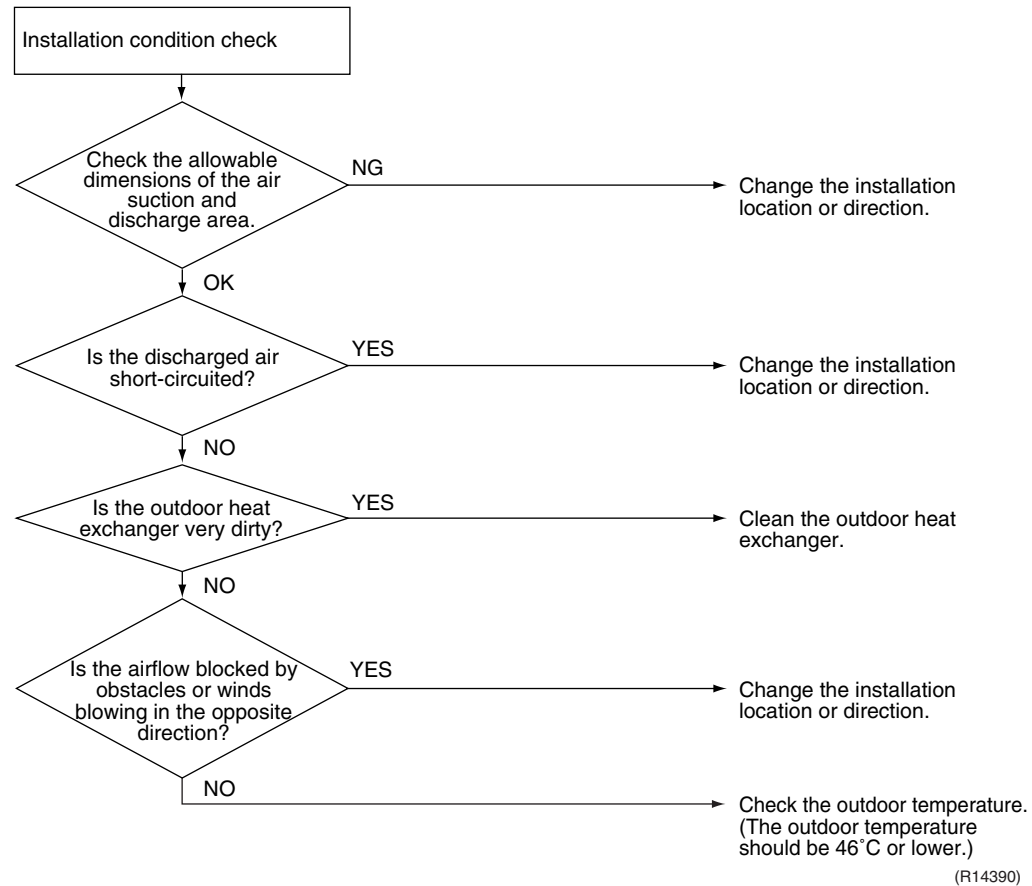 Installation condition check
Check the allowable
dimensions of the air
suction and
discharge area.
NG
Change the installation
location or direction.
OK
Is the discharged air
short-circuited?
YES
Change the installation
location or direction.
NO
Is the outdoor heat
exchanger very dirty?
YES
Clean the outdoor heat
exchanger.
NO
Is the airflow blocked by
obstacles or winds
blowing in the opposite
direction?
YES
Change the installation
location or direction.
NO
Check the outdoor temperature.
(The outdoor temperature
should be 46˚C or lower.)
(R14390)